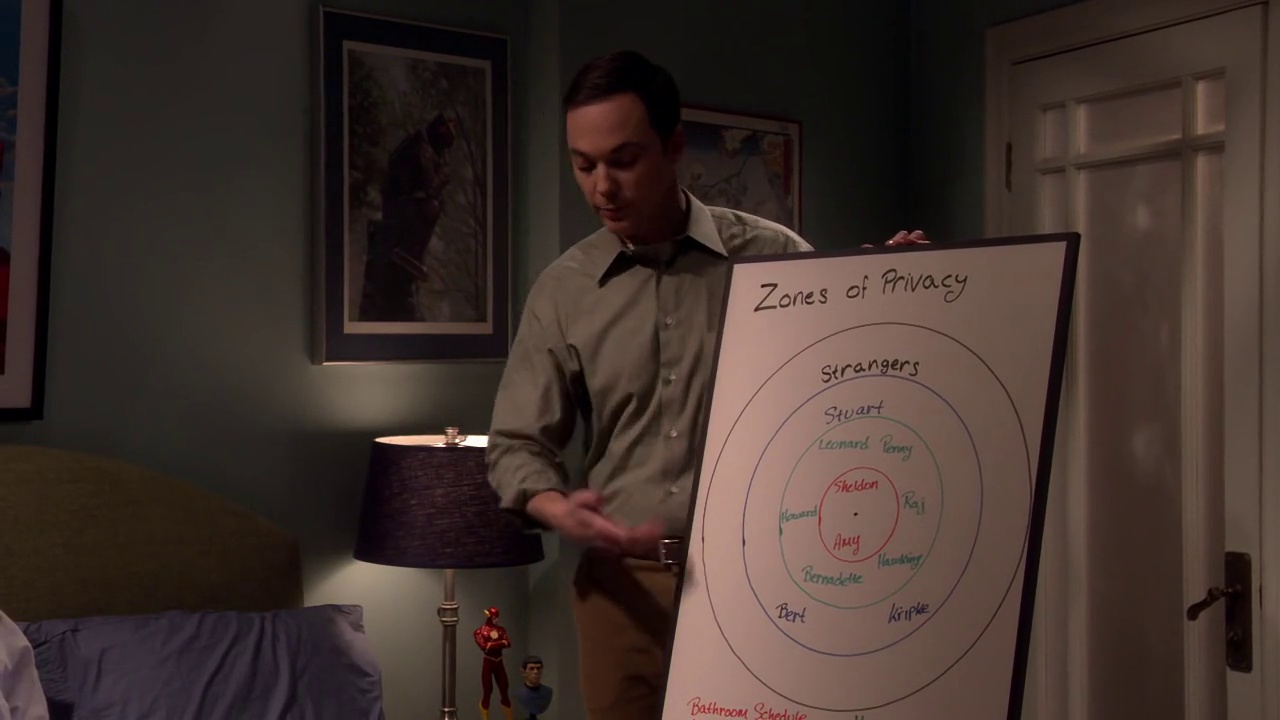 Zones of Privacy
Strangers
Stuart
Leonard Penny
Sheldon
Howard
Raj
Amy
Hawking
Bernadette
Bert
Kripke
Bathroom Schedule